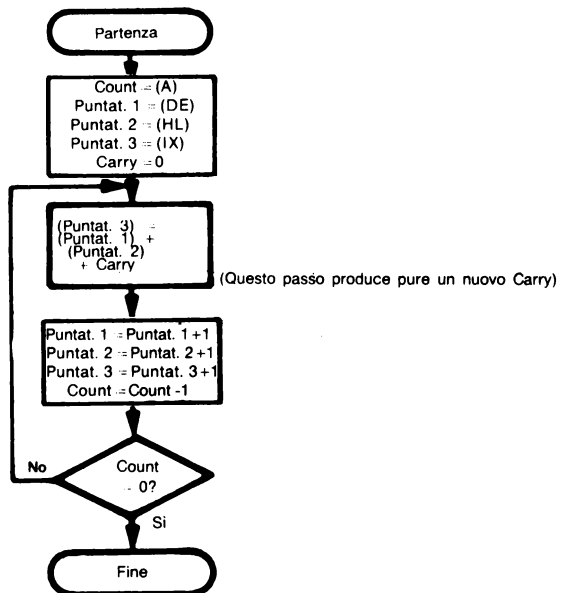 Partenza
Count = (A)
Puntat. 1 = (DE)
Puntat. 2 = (HL)
Puntat. 3 = (IX)
Carry = 0
(Puntat. 3) =
(Puntat. 1) +
(Puntat. 2)
+ Carry
(Questo passo produce pure un nuovo Carry)
Puntat. 1 = Puntat. 1+1
Puntat. 2 = Puntat. 2+1
Puntat. 3 = Puntat. 3+1
Count = Count -1
No
Count
= 0?
Si
Fine